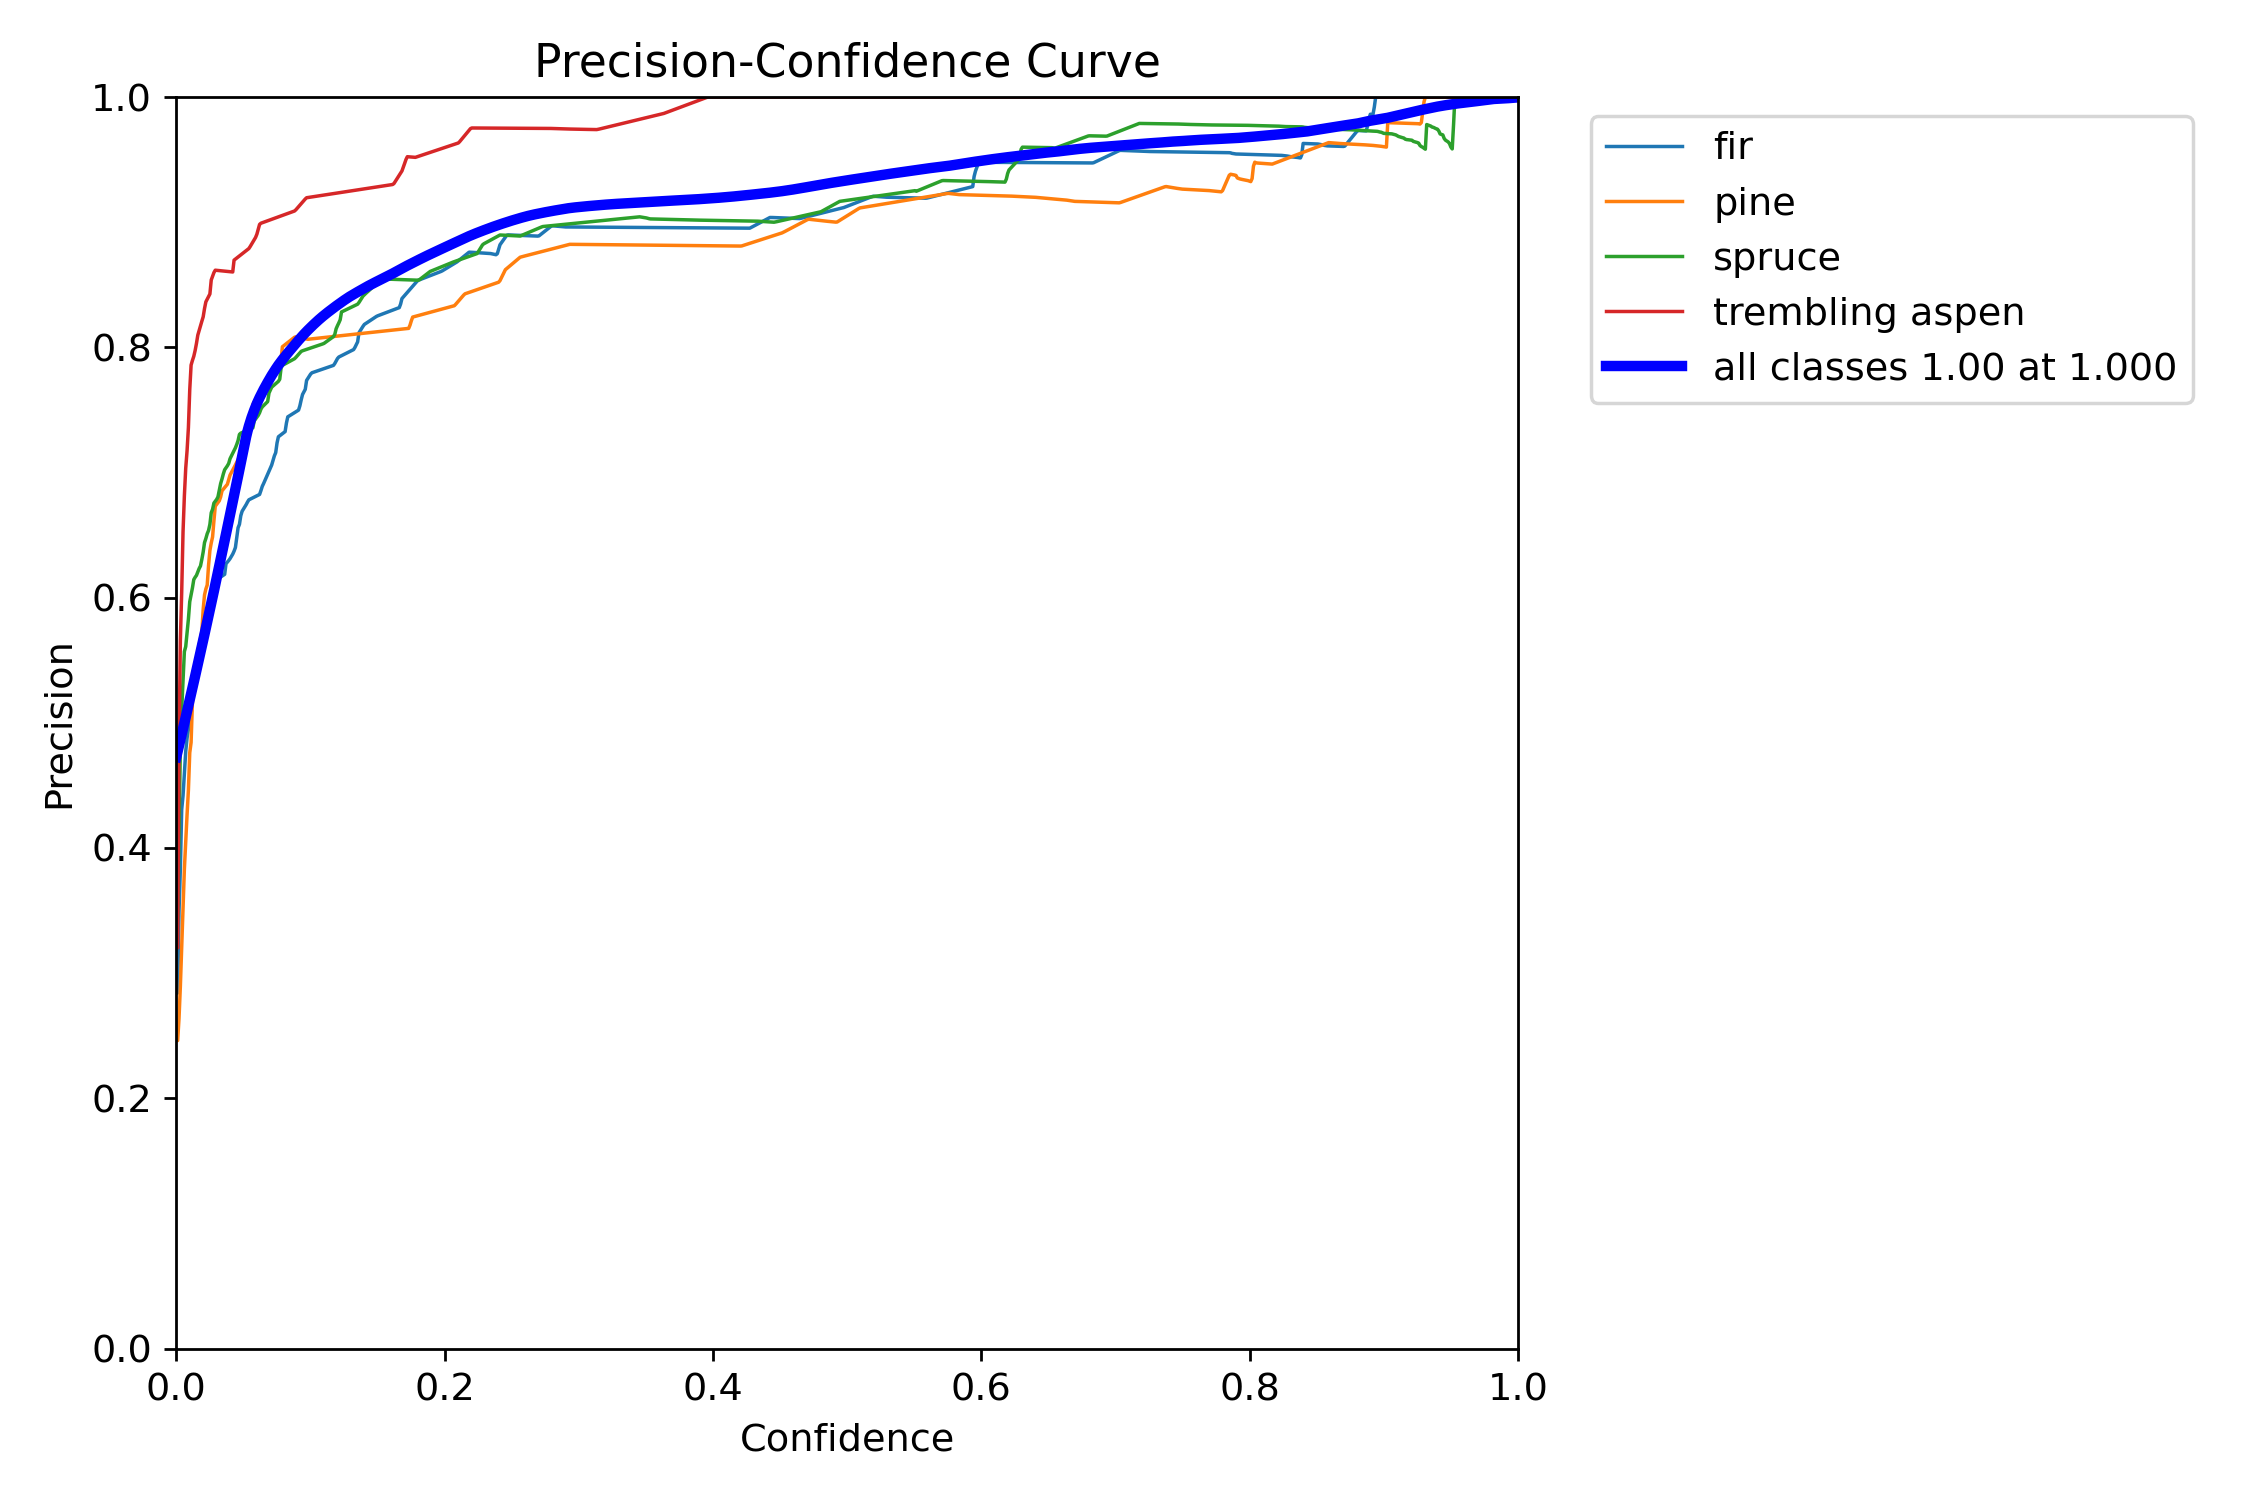 Precision-Confidence Curve
1.0
0.8
0.6
0.4
0.2
0.0
Precision
0.0 0.2 0.4 0.6 0.8 1.0
Confidence
fir
pine
spruce
trembling aspen
all classes 1.00 at 1.000